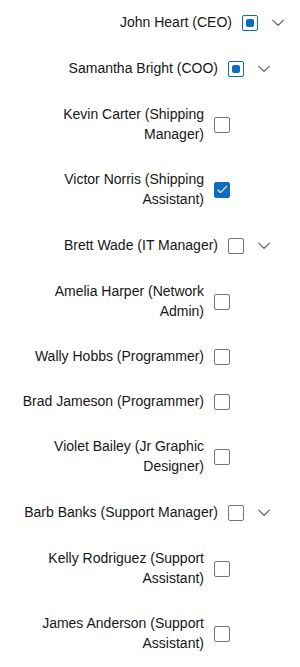 John Heart (CEO)
Samantha Bright (COO)
Kevin Carter (Shipping
Manager)
Victor Norris (Shipping
Assistant)
Brett Wade (IT Manager)
Amelia Harper (Network
Admin)
Wally Hobbs (Programmer)
Brad Jameson (Programmer)
Violet Bailey (Jr Graphic
Designer)
Barb Banks (Support Manager)
Kelly Rodriguez (Support
Assistant)
James Anderson (Support
Assistant)